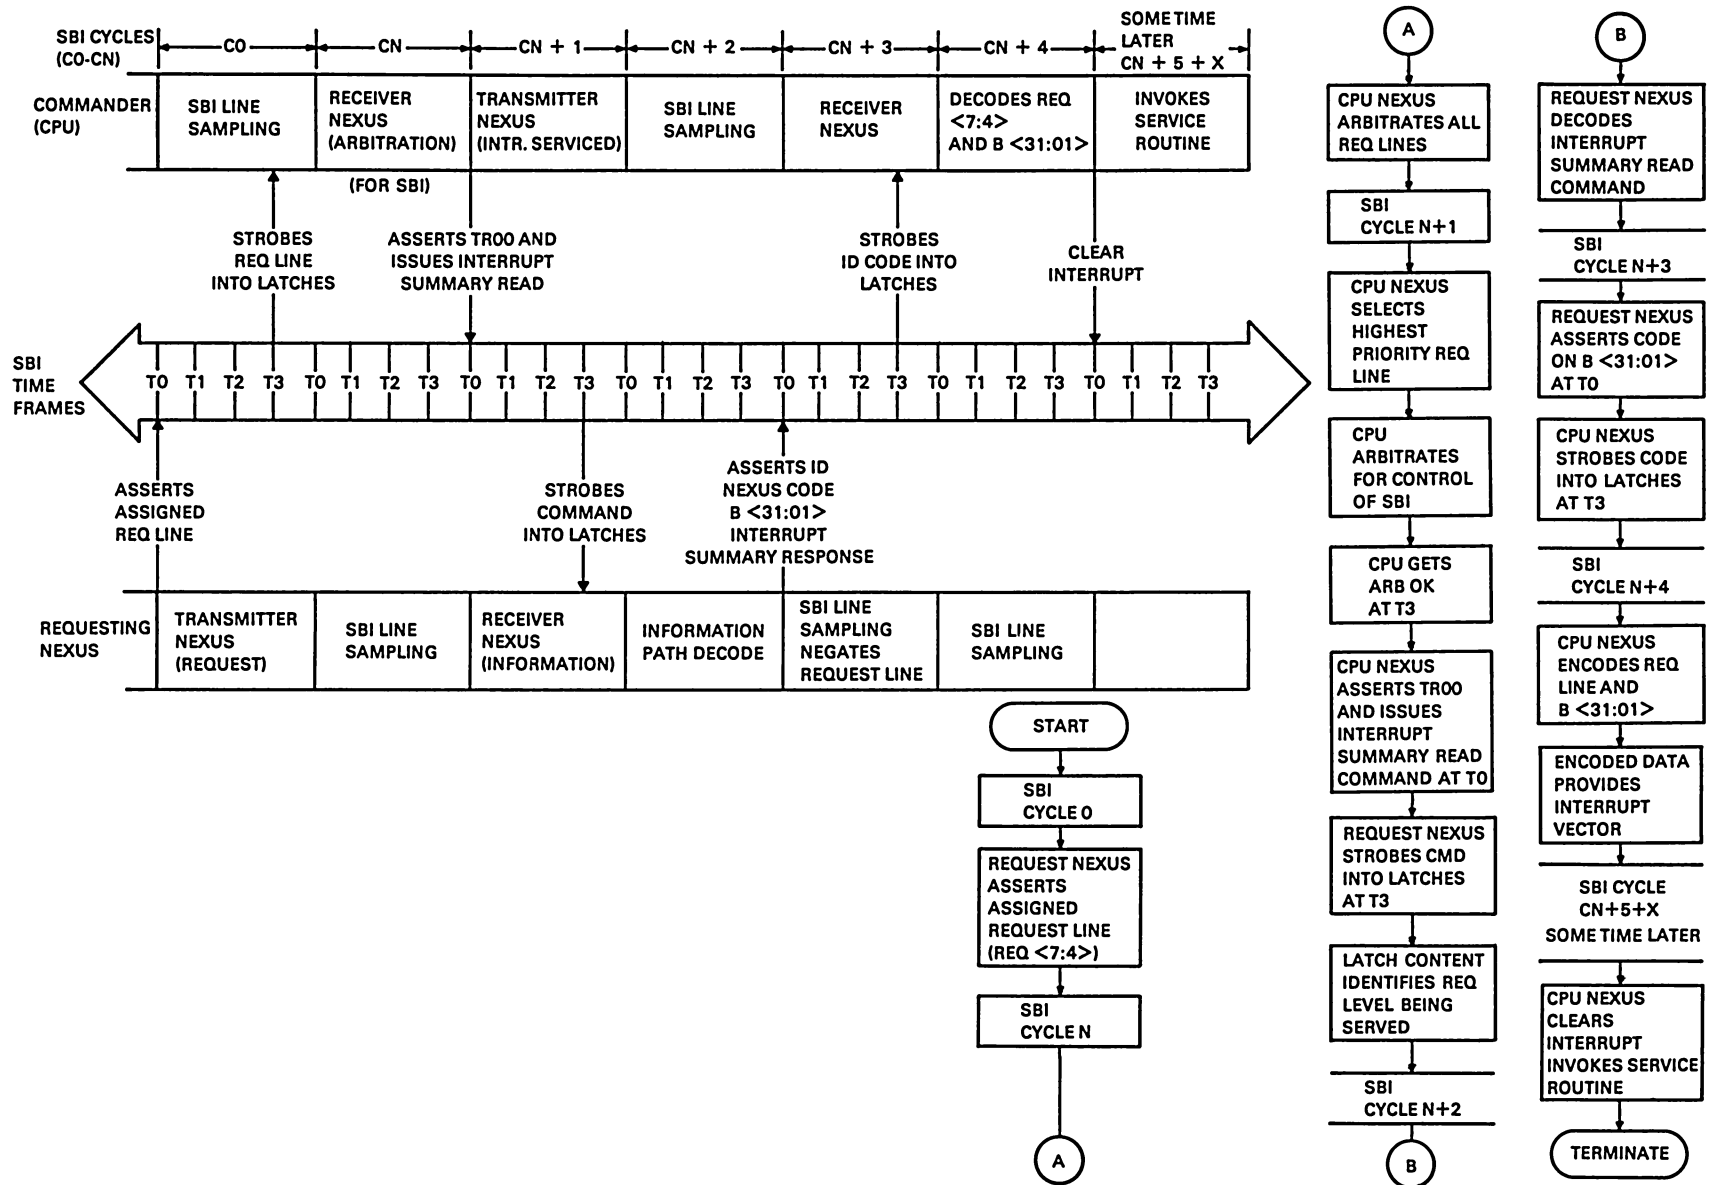 SBI CYCLES
(CO-CN)
CO
CN
CN + 1
CN + 2
CN + 3
CN + 4
SOME TIME
LATER
CN + 5 + X
COMMANDER
(CPU)
SBI LINE
SAMPLING
RECEIVER
NEXUS
(ARBITRATION)
TRANSMITTER
NEXUS
(INTR. SERVICED)
SBI LINE
SAMPLING
RECEIVER
NEXUS
DECODES REQ
<7:4>
AND B <31:01>
INVOKES
SERVICE
ROUTINE
(FOR SBI)
STROBES
REQ LINE
INTO LATCHES
ASSERTS TR00 AND
ISSUES INTERRUPT
SUMMARY READ
STROBES
ID CODE INTO
LATCHES
CLEAR
INTERRUPT
SBI
TIME
FRAMES
T0 T1 T2 T3 T0 T1 T2 T3 T0 T1 T2 T3 T0 T1 T2 T3 T0 T1 T2 T3 T0 T1 T2 T3 T0 T1 T2 T3
ASSERTS
ASSIGNED
REQ LINE
STROBES
COMMAND
INTO LATCHES
ASSERTS ID
NEXUS CODE
B <31:01>
INTERRUPT
SUMMARY RESPONSE
REQUESTING
NEXUS
TRANSMITTER
NEXUS
(REQUEST)
SBI LINE
SAMPLING
RECEIVER
NEXUS
(INFORMATION)
INFORMATION
PATH DECODE
SBI LINE
SAMPLING
NEGATES
REQUEST LINE
SBI LINE
SAMPLING
START
SBI
CYCLE 0
REQUEST NEXUS
ASSERTS
ASSIGNED
REQUEST LINE
(REQ <7:4>)
SBI
CYCLE N
A
A
CPU NEXUS
ARBITRATES ALL
REQ LINES
SBI
CYCLE N+1
CPU NEXUS
SELECTS
HIGHEST
PRIORITY REQ
LINE
CPU
ARBITRATES
FOR CONTROL
OF SBI
CPU GETS
ARB OK
AT T3
CPU NEXUS
ASSERTS TR00
AND ISSUES
INTERRUPT
SUMMARY READ
COMMAND AT T0
REQUEST NEXUS
STROBES CMD
INTO LATCHES
AT T3
LATCH CONTENT
IDENTIFIES REQ
LEVEL BEING
SERVED
SBI
CYCLE N+2
B
B
REQUEST NEXUS
DECODES
INTERRUPT
SUMMARY READ
COMMAND
SBI
CYCLE N+3
REQUEST NEXUS
ASSERTS CODE
ON B <31:01>
AT T0
CPU NEXUS
STROBES CODE
INTO LATCHES
AT T3
SBI
CYCLE N+4
CPU NEXUS
ENCODES REQ
LINE AND
B <31:01>
ENCODED DATA
PROVIDES
INTERRUPT
VECTOR
SBI CYCLE
CN+5+X
SOME TIME LATER
CPU NEXUS
CLEARS
INTERRUPT
INVOKES SERVICE
ROUTINE
TERMINATE